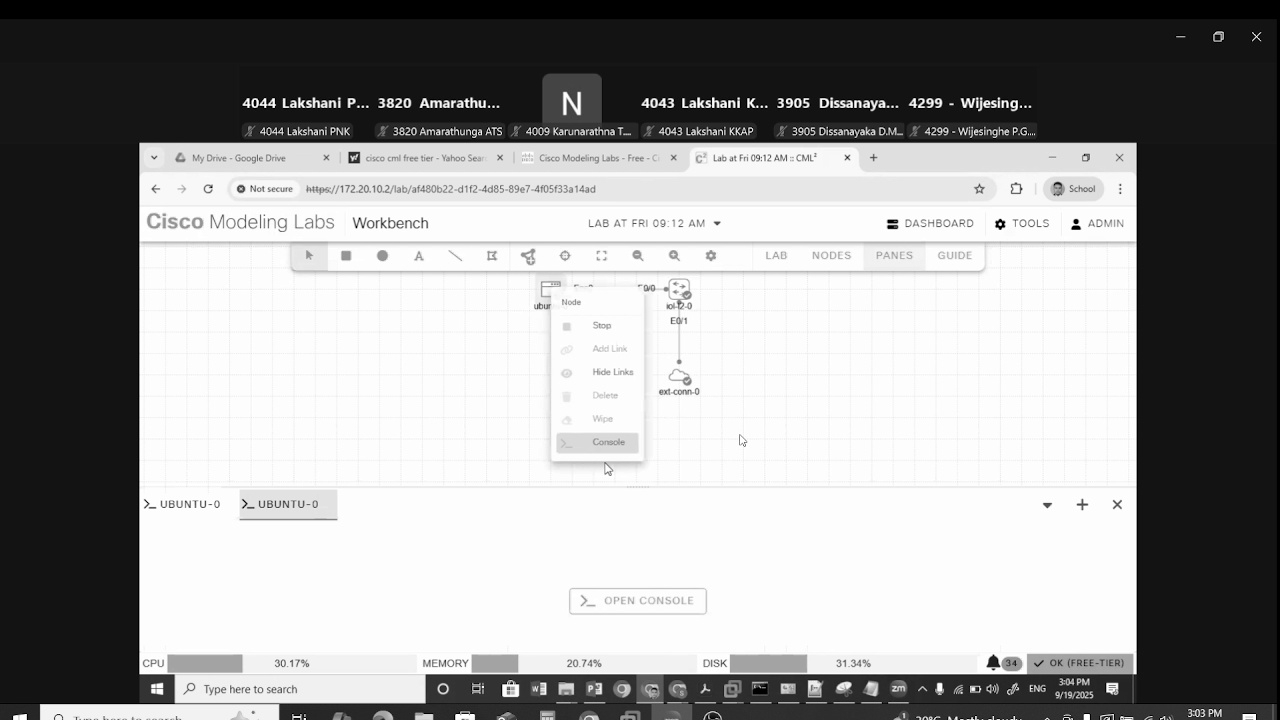 4044 Lakshani P... 3820 Amarathu... N 4043 Lakshani K... 3905 Dissanaya... 4299 - Wijesing...
4044 Lakshani PNK 3820 Amarathunga ATS 4009 Karunarathna T... 4043 Lakshani KKAP 3905 Dissanayaka D.M... 4299 - Wijesinghe P.G....
My Drive - Google Drive cisco cml free tier - Yahoo Sear Cisco Modeling Labs - Free - Ci Lab at Fri 09:12 AM :: CML²
Not secure https://172.20.10.2/lab/af480b22-d1f2-4d85-89e7-4f05f33a14ad School
Cisco Modeling Labs Workbench LAB AT FRI 09:12 AM DASHBOARD TOOLS ADMIN
A LAB NODES PANES GUIDE
E0/0
iol-l2-0
E0/1
ext-conn-0
Node
Stop
Add Link
Hide Links
Delete
Wipe
Console
UBUNTU-0 UBUNTU-0
OPEN CONSOLE
CPU 30.17% MEMORY 20.74% DISK 31.34% 34 OK (FREE-TIER)
Type here to search ENG 3:04 PM
9/19/2025
Type here to search Mostly cloudy 3:03 PM